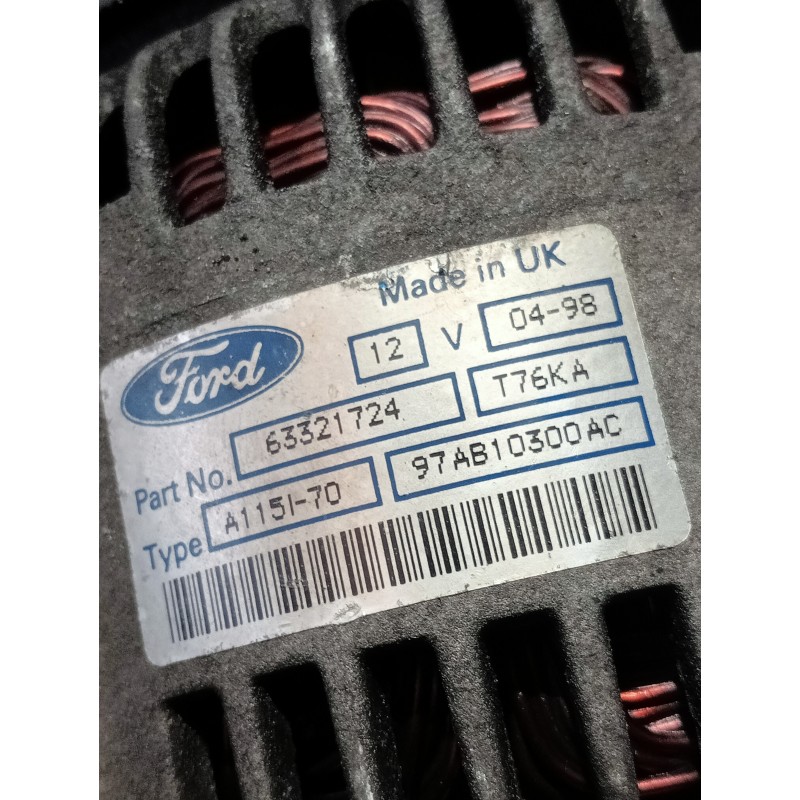 Made in UK
Ford 12 V 04-98
Part No. 63321724 T76KA
Type A115I-70 97AB10300AC